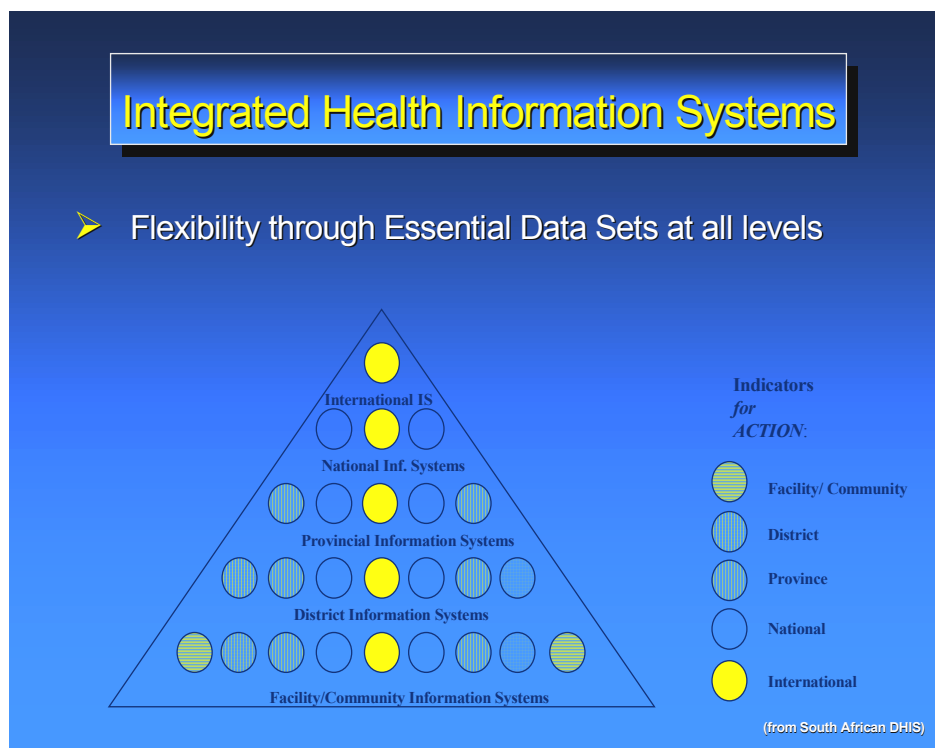 Integrated Health Information Systems
Flexibility through Essential Data Sets at all levels
International IS
National Inf. Systems
Provincial Information Systems
District Information Systems
Facility/Community Information Systems
Indicators
for
ACTION:
Facility/ Community
District
Province
National
International
(from South African DHIS)